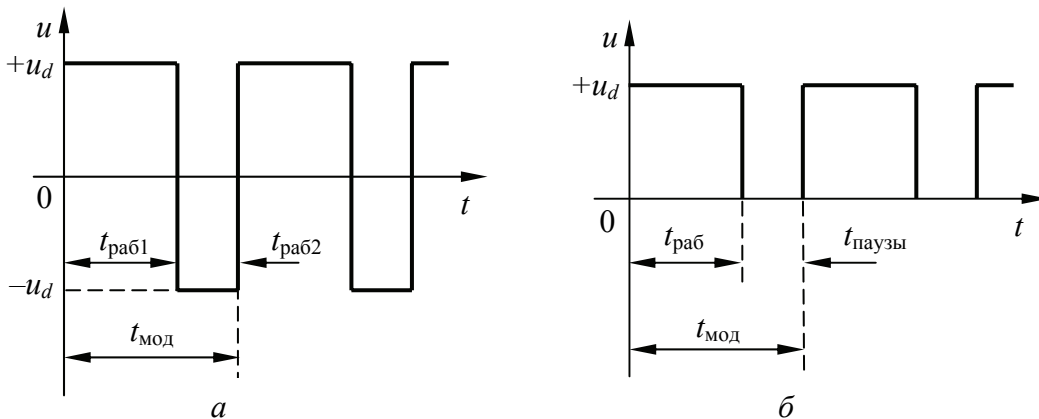 u
+u_d
0
t
t_раб1
t_раб2
−u_d
t_мод
а
u
+u_d
0
t
t_раб
t_паузы
t_мод
б